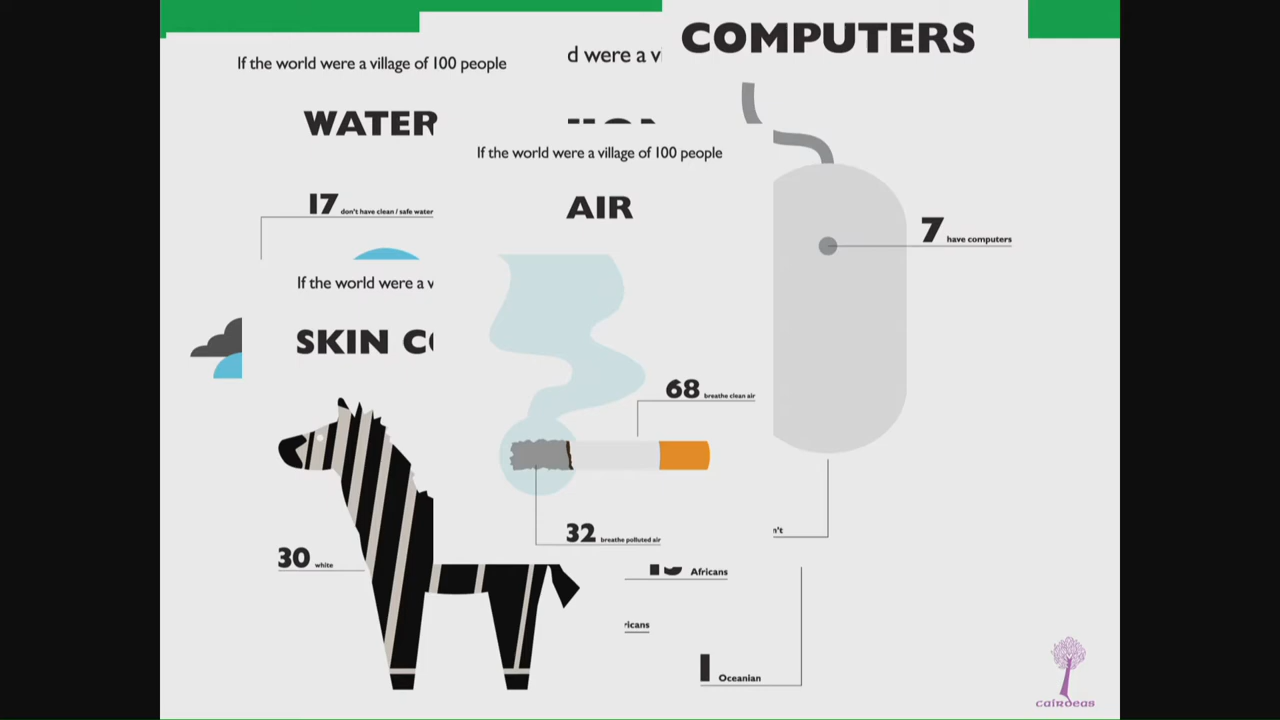 COMPUTERS
If the world were a village of 100 people
d were a v
WATER
If the world were a village of 100 people
17 don't have clean / safe water
AIR
7 have computers
If the world were a v
SKIN CO
68 breathe clean air
32 breathe polluted air
n't
30 white
Africans
ricans
1 Oceanian
cairdeas